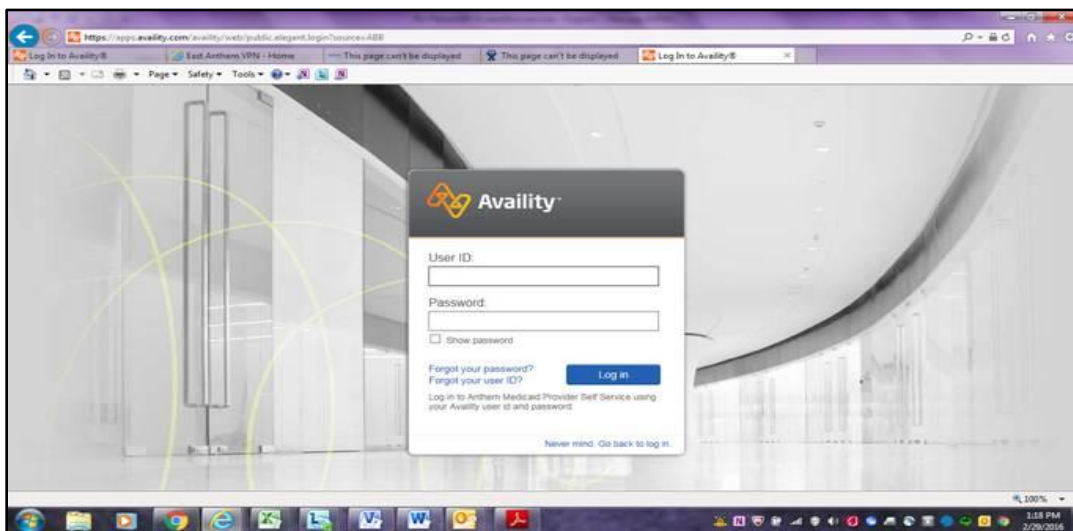 https://apps.availity.com/availity/web/public.elegant.login?source=ABB
Log In to Availity®
East Anthem VPN - Home
This page can't be displayed
This page can't be displayed
Log In to Availity®
Page Safety Tools
Availity
User ID:
Password:
Show password
Forgot your password?
Forgot your user ID?
Log in
Log in to Anthem Medicaid Provider Self Service using
your Availity user id and password
Never mind. Go back to log in.
100%
1:18 PM
2/29/2016